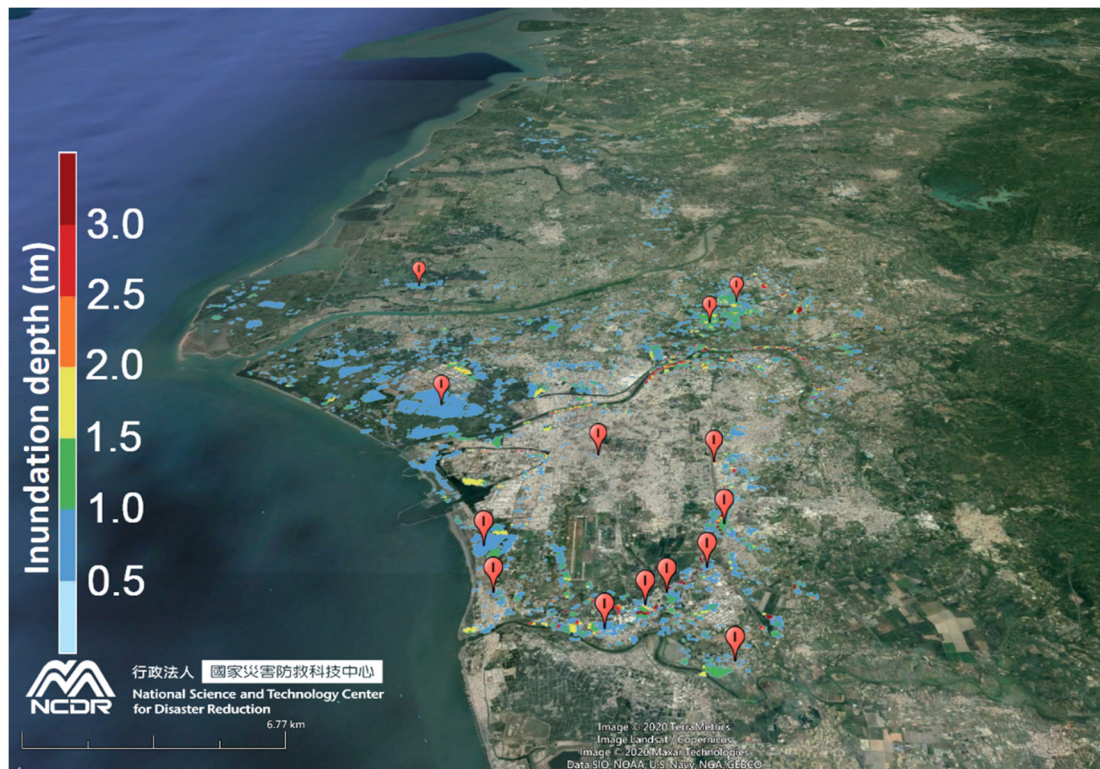 Inundation depth (m)
3.0
2.5
2.0
1.5
1.0
0.5
NCDR
行政法人 國家災害防救科技中心
National Science and Technology Center
for Disaster Reduction
6.77 km
Image © 2020 TerraMetrics
Image Landsat / Copernicus
Image © 2020 Maxar Technologies
Data SIO, NOAA, U.S. Navy, NGA, GEBCO